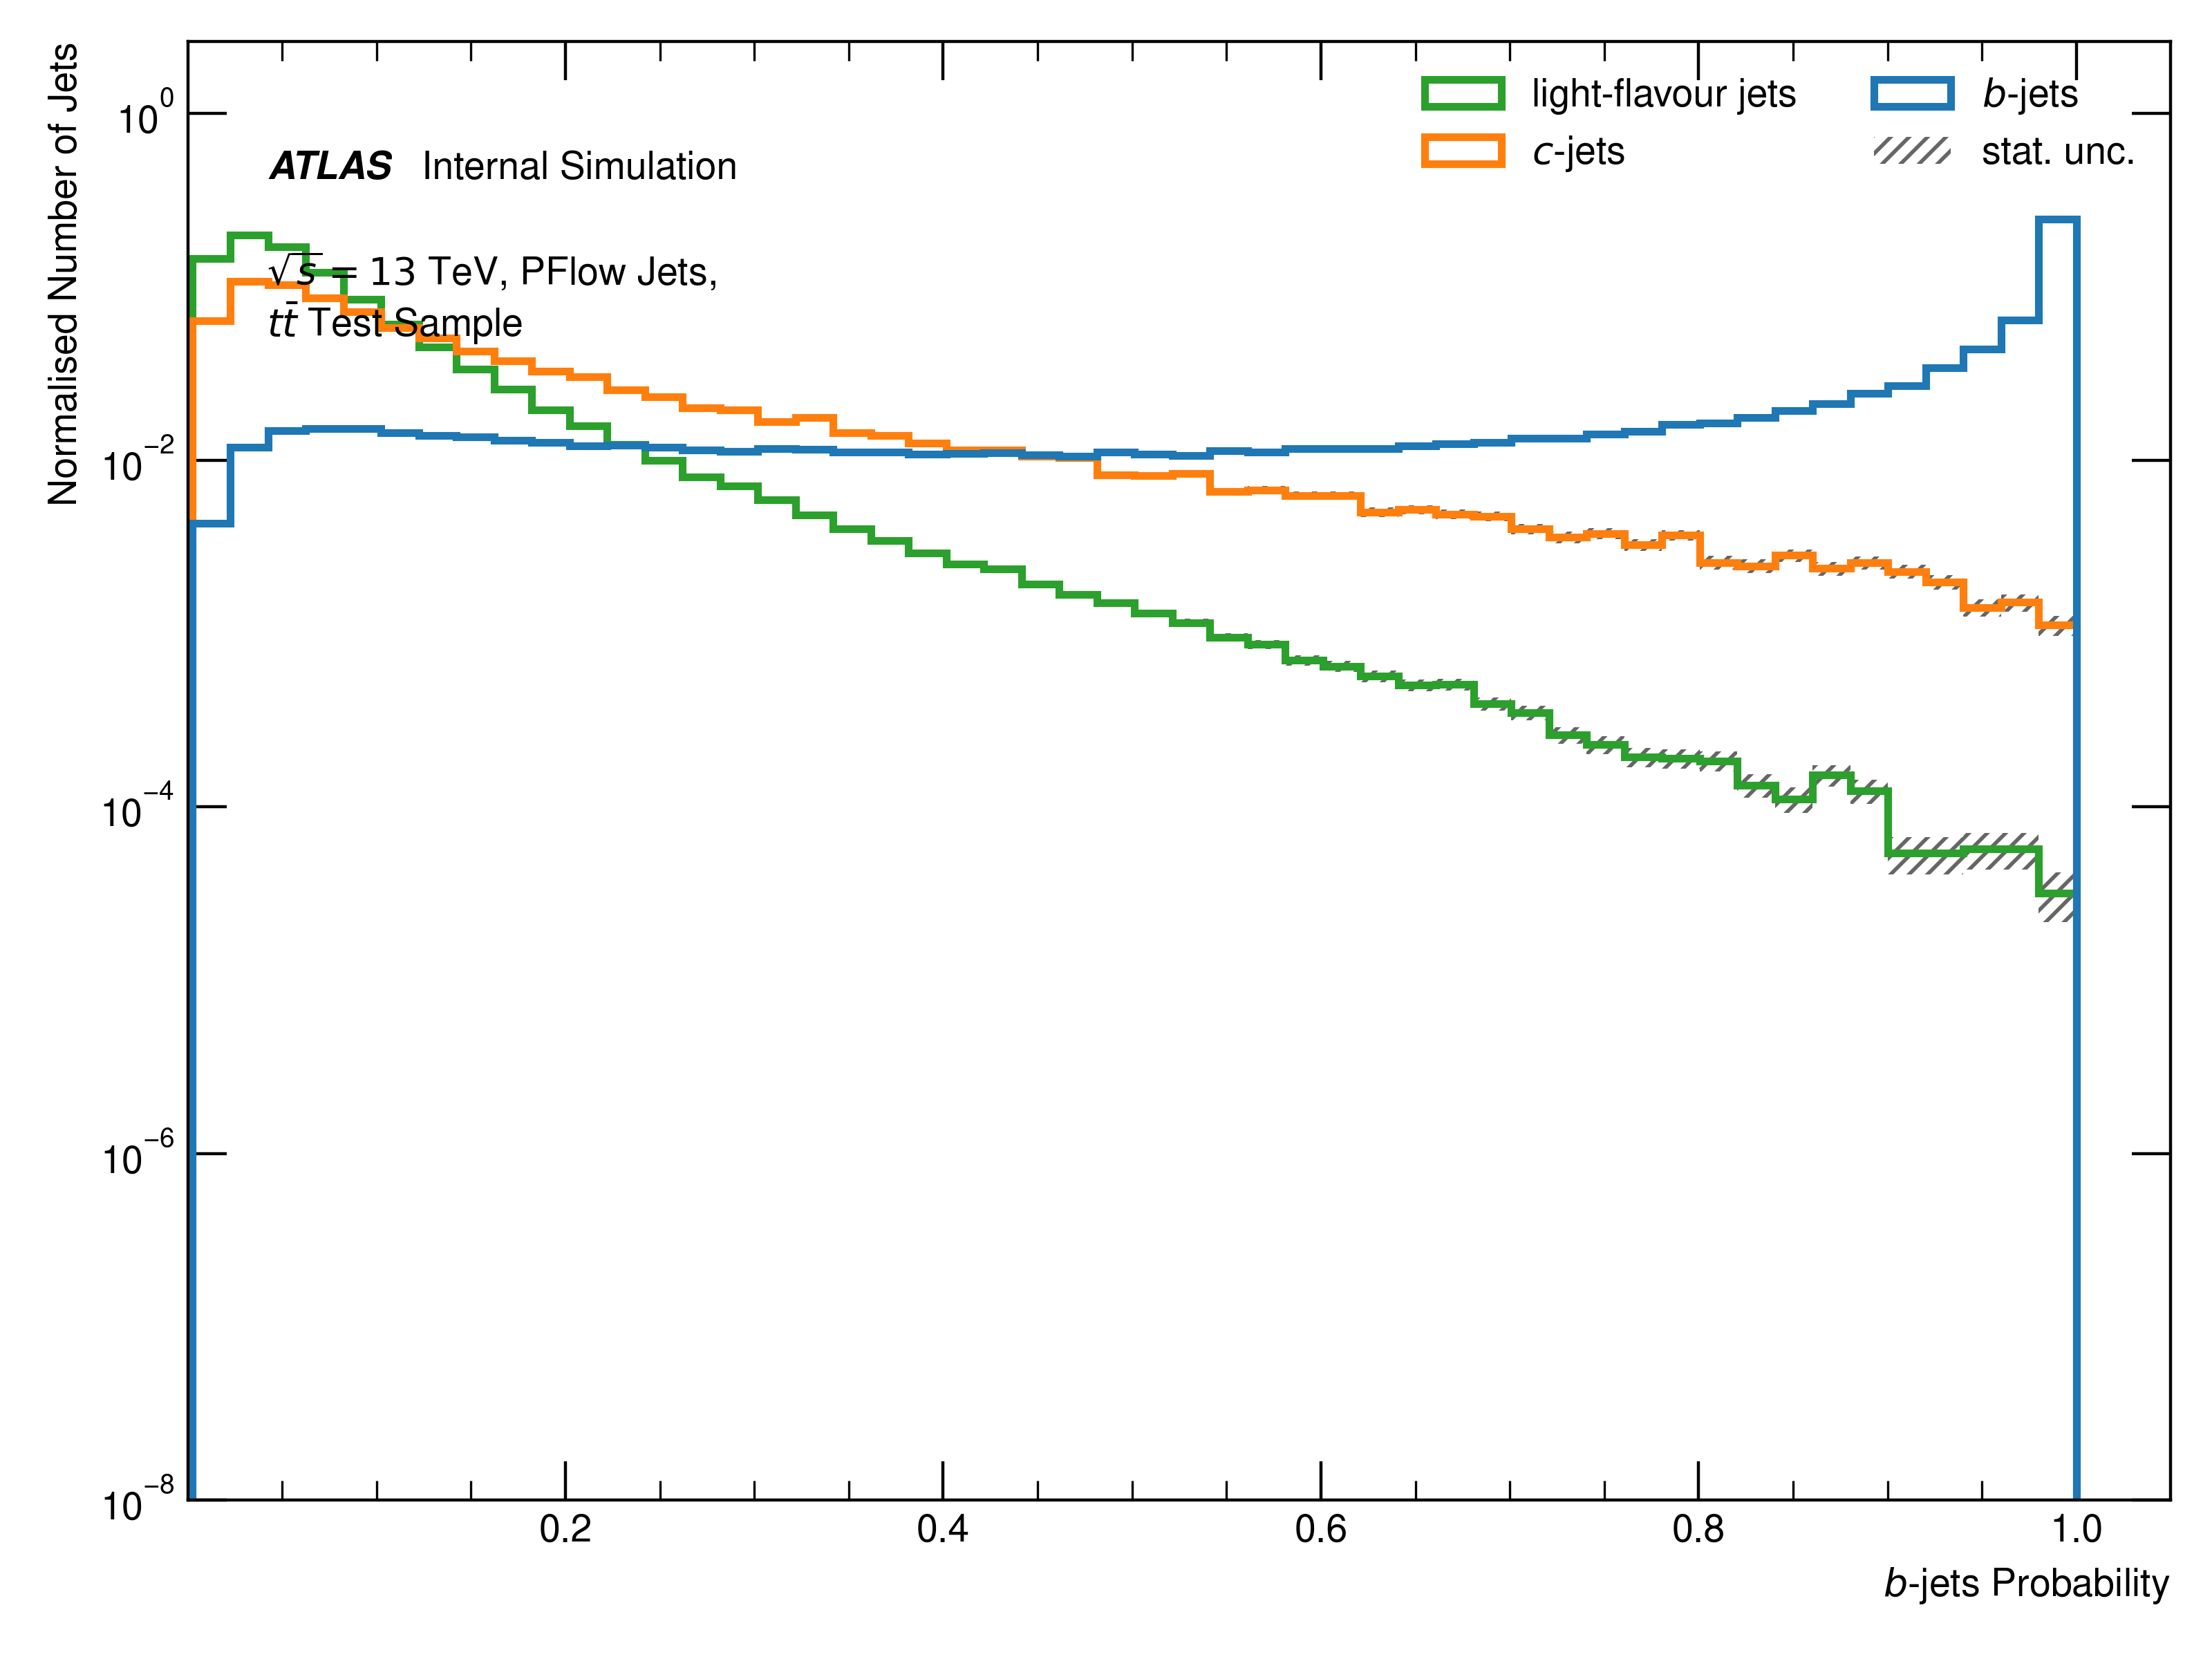 Normalised Number of Jets
10⁰
10⁻²
10⁻⁴
10⁻⁶
10⁻⁸
ATLAS Internal Simulation
√s = 13 TeV, PFlow Jets,
tt̄ Test Sample
light-flavour jets
c-jets
b-jets
stat. unc.
0.2 0.4 0.6 0.8 1.0
b-jets Probability